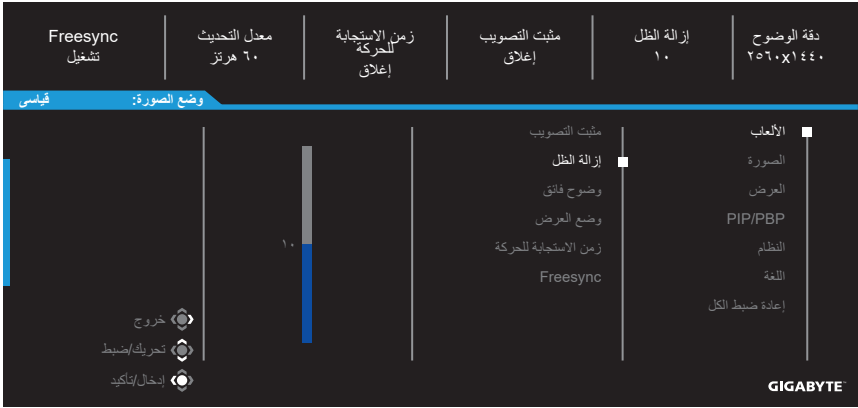 دقة الوضوح
٢٥٦٠x١٤٤٠
إزالة الظل
١٠
مثبت التصويب
إغلاق
زمن الاستجابة
للحركة
إغلاق
معدل التحديث
٦٠ هرتز
Freesync
تشغيل
وضع الصورة: قياسى
الألعاب
الصورة
العرض
PIP/PBP
النظام
اللغة
إعادة ضبط الكل
مثبت التصويب
إزالة الظل
وضوح فائق
وضع العرض
زمن الاستجابة للحركة
Freesync
١٠
خروج
تحريك/ضبط
إدخال/تأكيد
GIGABYTE